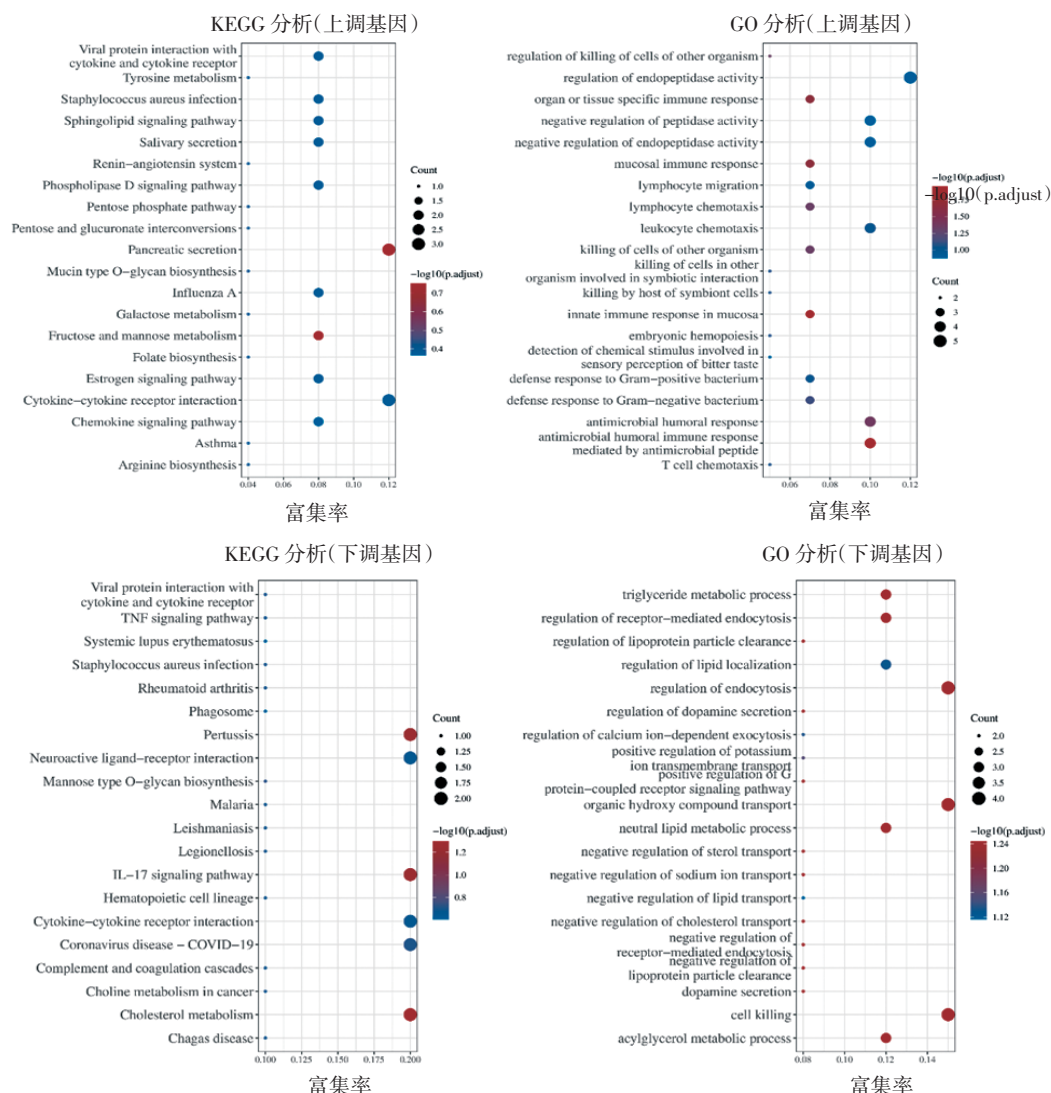 KEGG 分析(上调基因)
Viral protein interaction with
cytokine and cytokine receptor
Tyrosine metabolism
Staphylococcus aureus infection
Sphingolipid signaling pathway
Salivary secretion
Renin−angiotensin system
Phospholipase D signaling pathway
Pentose phosphate pathway
Pentose and glucuronate interconversions
Pancreatic secretion
Mucin type O−glycan biosynthesis
Influenza A
Galactose metabolism
Fructose and mannose metabolism
Folate biosynthesis
Estrogen signaling pathway
Cytokine−cytokine receptor interaction
Chemokine signaling pathway
Asthma
Arginine biosynthesis
0.04 0.06 0.08 0.10 0.12
富集率
Count
1.0
1.5
2.0
2.5
3.0
−log10(p.adjust)
0.7
0.6
0.5
0.4
GO 分析(上调基因)
regulation of killing of cells of other organism
regulation of endopeptidase activity
organ or tissue specific immune response
negative regulation of peptidase activity
negative regulation of endopeptidase activity
mucosal immune response
lymphocyte migration
lymphocyte chemotaxis
leukocyte chemotaxis
killing of cells of other organism
killing of cells in other
organism involved in symbiotic interaction
killing by host of symbiont cells
innate immune response in mucosa
embryonic hemopoiesis
detection of chemical stimulus involved in
sensory perception of bitter taste
defense response to Gram−positive bacterium
defense response to Gram−negative bacterium
antimicrobial humoral response
antimicrobial humoral immune response
mediated by antimicrobial peptide
T cell chemotaxis
0.06 0.08 0.10 0.12
富集率
−log10(p.adjust)
−log10(p.adjust)
1.50
1.25
1.00
Count
2
3
4
5
KEGG 分析(下调基因)
Viral protein interaction with
cytokine and cytokine receptor
TNF signaling pathway
Systemic lupus erythematosus
Staphylococcus aureus infection
Rheumatoid arthritis
Phagosome
Pertussis
Neuroactive ligand−receptor interaction
Mannose type O−glycan biosynthesis
Malaria
Leishmaniasis
Legionellosis
IL−17 signaling pathway
Hematopoietic cell lineage
Cytokine−cytokine receptor interaction
Coronavirus disease − COVID−19
Complement and coagulation cascades
Choline metabolism in cancer
Cholesterol metabolism
Chagas disease
0.100 0.125 0.150 0.175 0.200
富集率
Count
1.00
1.25
1.50
1.75
2.00
−log10(p.adjust)
1.2
1.0
0.8
GO 分析(下调基因)
triglyceride metabolic process
regulation of receptor−mediated endocytosis
regulation of lipoprotein particle clearance
regulation of lipid localization
regulation of endocytosis
regulation of dopamine secretion
regulation of calcium ion−dependent exocytosis
positive regulation of potassium
ion transmembrane transport
positive regulation of G
protein−coupled receptor signaling pathway
organic hydroxy compound transport
neutral lipid metabolic process
negative regulation of sterol transport
negative regulation of sodium ion transport
negative regulation of lipid transport
negative regulation of cholesterol transport
negative regulation of
receptor−mediated endocytosis
negative regulation of
lipoprotein particle clearance
dopamine secretion
cell killing
acylglycerol metabolic process
0.08 0.10 0.12 0.14
富集率
Count
2.0
2.5
3.0
3.5
4.0
−log10(p.adjust)
1.24
1.20
1.16
1.12